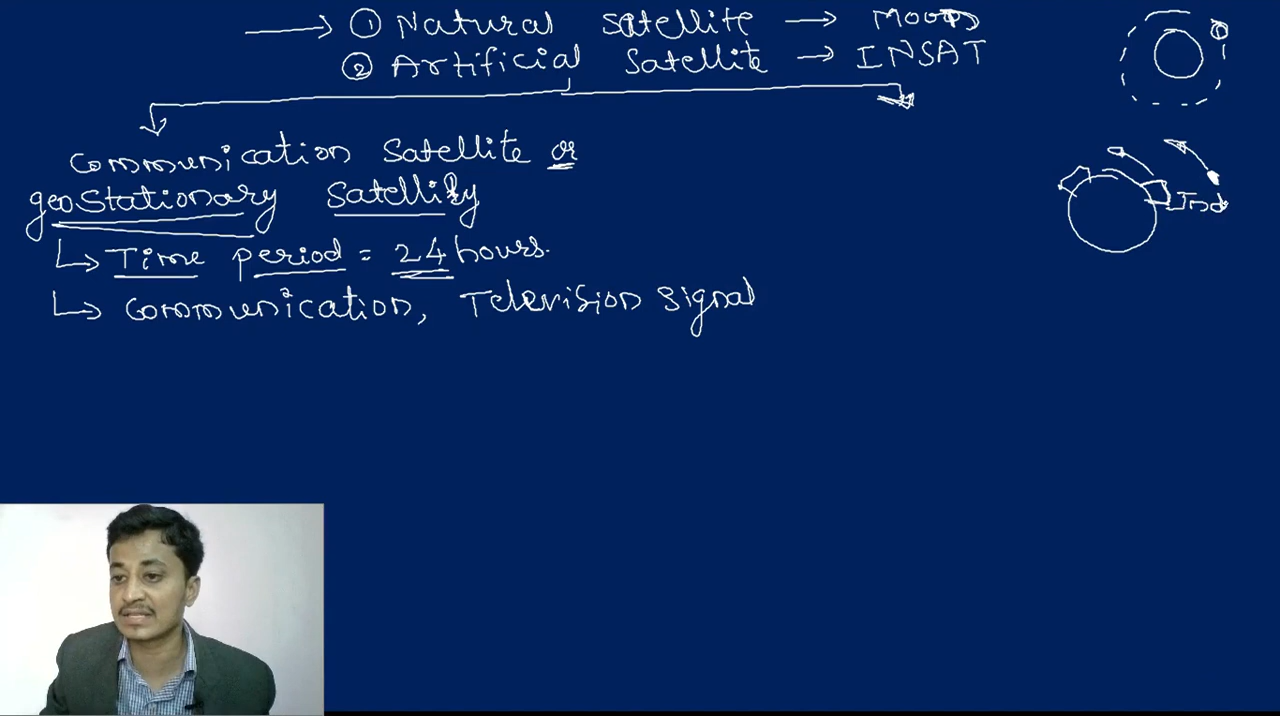 → ① Natural satellite → Moon
② Artificial satellite → INSAT
Communication satellite or
geostationary satellity
↳ Time period = 24 hours.
↳ Communication, Television signal
Ind